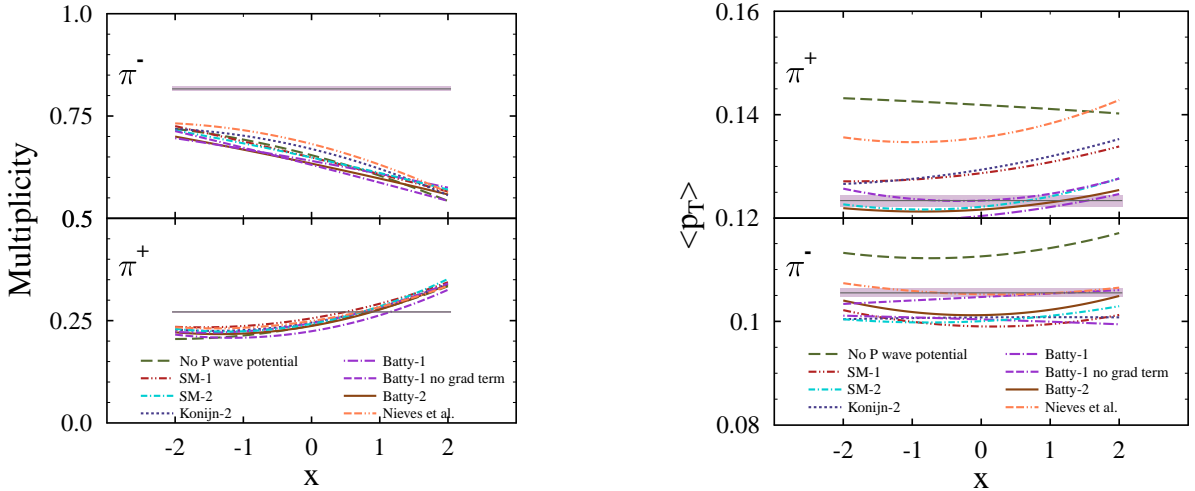 1.0
π-
0.75
Multiplicity
0.5
π+
0.25
No P wave potential
Batty-1
SM-1
Batty-1 no grad term
SM-2
Batty-2
Konijn-2
Nieves et al.
0.0
-2 -1 0 1 2
x
0.16
π+
0.14
<pT>
0.12
π-
0.1
No P wave potential
Batty-1
SM-1
Batty-1 no grad term
SM-2
Batty-2
Konijn-2
Nieves et al.
0.08
-2 -1 0 1 2
x